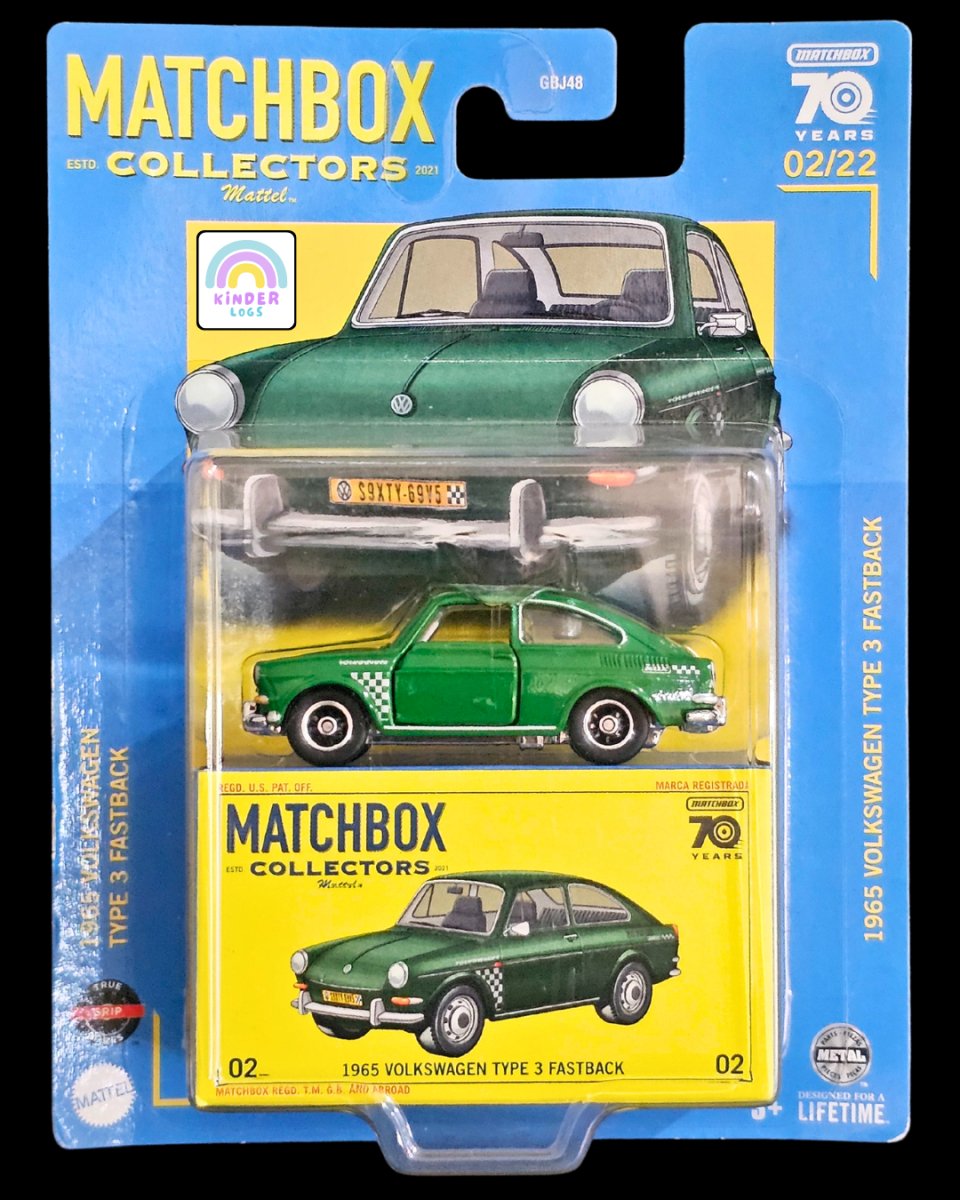 MATCHBOX
GBJ48
ESTD. COLLECTORS 2021
Mattel
MATCHBOX
70
YEARS
02/22
KiNDER
LOGS
S9XTY-69V5
1965 VOLKSWAGEN
TYPE 3 FASTBACK
1965 VOLKSWAGEN TYPE 3 FASTBACK
REGD. U.S. PAT. OFF.
MARCA REGISTRADA
MATCHBOX
ESTD. COLLECTORS 2021
Mattel
MATCHBOX
70
YEARS
02
1965 VOLKSWAGEN TYPE 3 FASTBACK
02
MATCHBOX REGD. T.M. G.B. AND ABROAD
TRUE
GRIP
MATTEL
METAL
3+
DESIGNED FOR A
LIFETIME